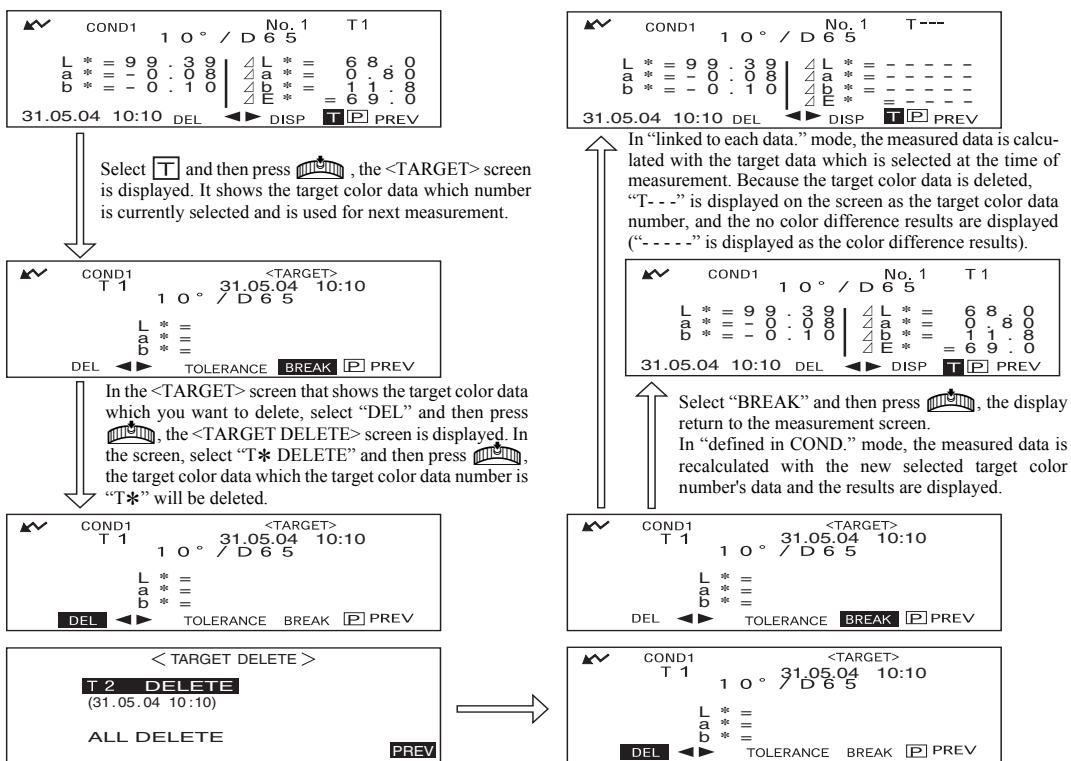 COND1 No. 1 T1
10°/D65
L*=99.39 ⊿L*= 68.0
a*=-0.08 ⊿a*= 0.80
b*=-0.10 ⊿b*= 11.8
⊿E* =69.0
31.05.04 10:10 DEL ◄► DISP T P PREV
Select T and then press , the <TARGET> screen
is displayed. It shows the target color data which number
is currently selected and is used for next measurement.
COND1 <TARGET>
T1 31.05.04 10:10
10°/D65
L*=
a*=
b*=
DEL ◄► TOLERANCE BREAK P PREV
In the <TARGET> screen that shows the target color data
which you want to delete, select “DEL” and then press
, the <TARGET DELETE> screen is displayed. In
the screen, select “T✱ DELETE” and then press ,
the target color data which the target color data number is
“T✱” will be deleted.
COND1 <TARGET>
T1 31.05.04 10:10
10°/D65
L*=
a*=
b*=
DEL ◄► TOLERANCE BREAK P PREV
<TARGET DELETE>
T2 DELETE
(31.05.04 10:10)
ALL DELETE
PREV
COND1 No. 1 T---
10°/D65
L*=99.39 ⊿L*=-----
a*=-0.08 ⊿a*=-----
b*=-0.10 ⊿b*=-----
⊿E* =----
31.05.04 10:10 DEL ◄► DISP T P PREV
In “linked to each data.” mode, the measured data is calcu-
lated with the target data which is selected at the time of
measurement. Because the target color data is deleted,
“T- - -” is displayed on the screen as the target color data
number, and the no color difference results are displayed
(“- - - - -” is displayed as the color difference results).
COND1 No. 1 T1
10°/D65
L*=99.39 ⊿L*= 68.0
a*=-0.08 ⊿a*= 0.80
b*=-0.10 ⊿b*= 11.8
⊿E* =69.0
31.05.04 10:10 DEL ◄► DISP T P PREV
Select “BREAK” and then press , the display
return to the measurement screen.
In “defined in COND.” mode, the measured data is
recalculated with the new selected target color
number's data and the results are displayed.
COND1 <TARGET>
T1 31.05.04 10:10
10°/D65
L*=
a*=
b*=
DEL ◄► TOLERANCE BREAK P PREV
COND1 <TARGET>
T1 31.05.04 10:10
10°/D65
L*=
a*=
b*=
DEL ◄► TOLERANCE BREAK P PREV